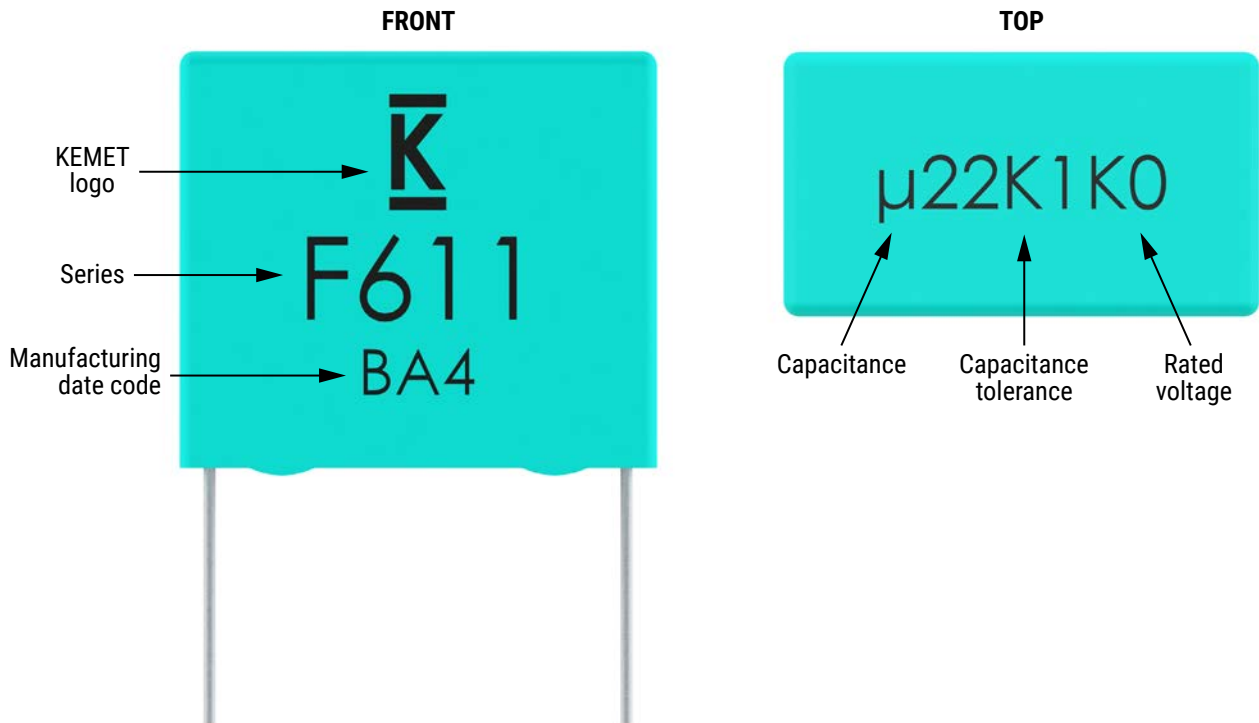 FRONT
K
F611
BA4
KEMET
logo
Series
Manufacturing
date code
TOP
µ22K1K0
Capacitance
Capacitance
tolerance
Rated
voltage